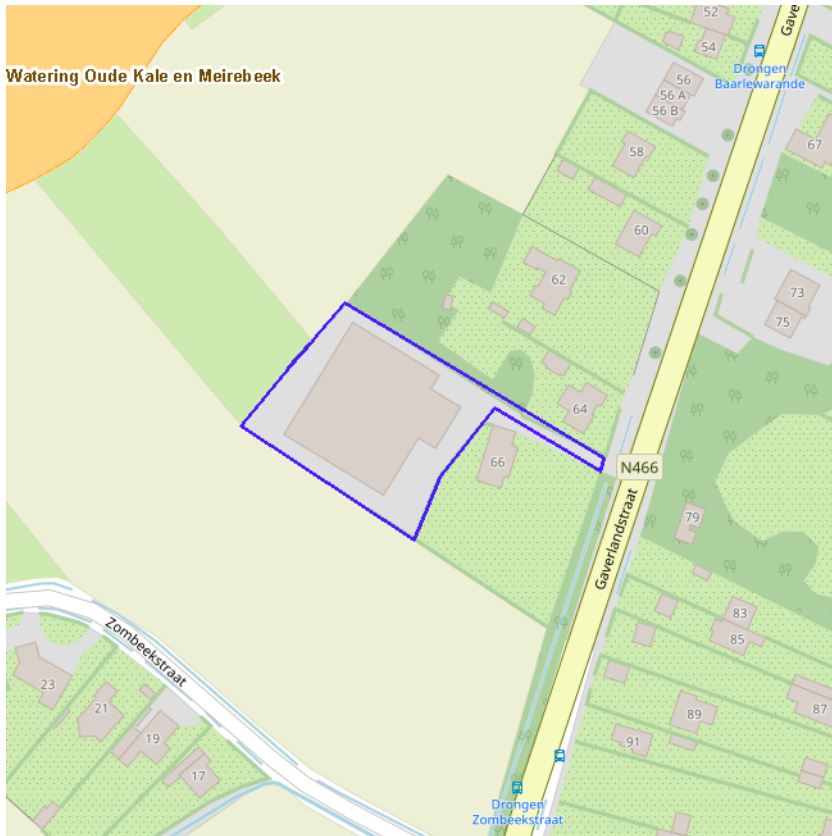 52
54
Gave
Drongen
Baarlewarande
Watering Oude Kale en Meirebeek
56
56 A
56 B
67
58
60
62
73
75
64
66
N466
79
Gaverlandstraat
83
85
Zombeekstraat
23
21
19
17
87
89
91
Drongen
Zombeekstraat